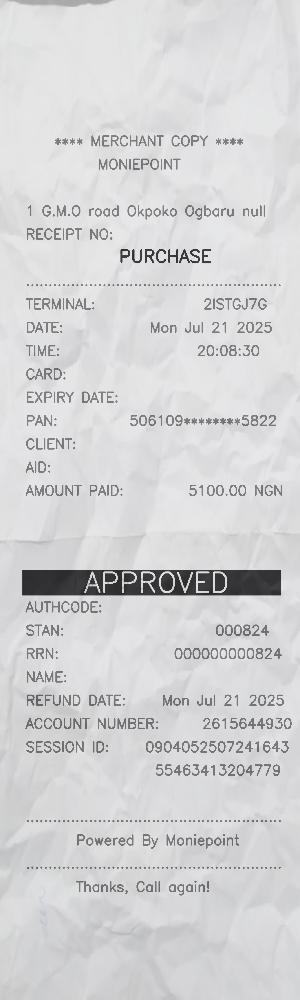 **** MERCHANT COPY ****
MONIEPOINT
1 G.M.O road Okpoko Ogbaru null
RECEIPT NO:
PURCHASE
TERMINAL: 2ISTGJ7G
DATE: Mon Jul 21 2025
TIME: 20:08:30
CARD:
EXPIRY DATE:
PAN: 506109********5822
CLIENT:
AID:
AMOUNT PAID: 5100.00 NGN
APPROVED
AUTHCODE:
STAN: 000824
RRN: 000000000824
NAME:
REFUND DATE: Mon Jul 21 2025
ACCOUNT NUMBER: 2615644930
SESSION ID: 0904052507241643
55463413204779
Powered By Moniepoint
Thanks, Call again!